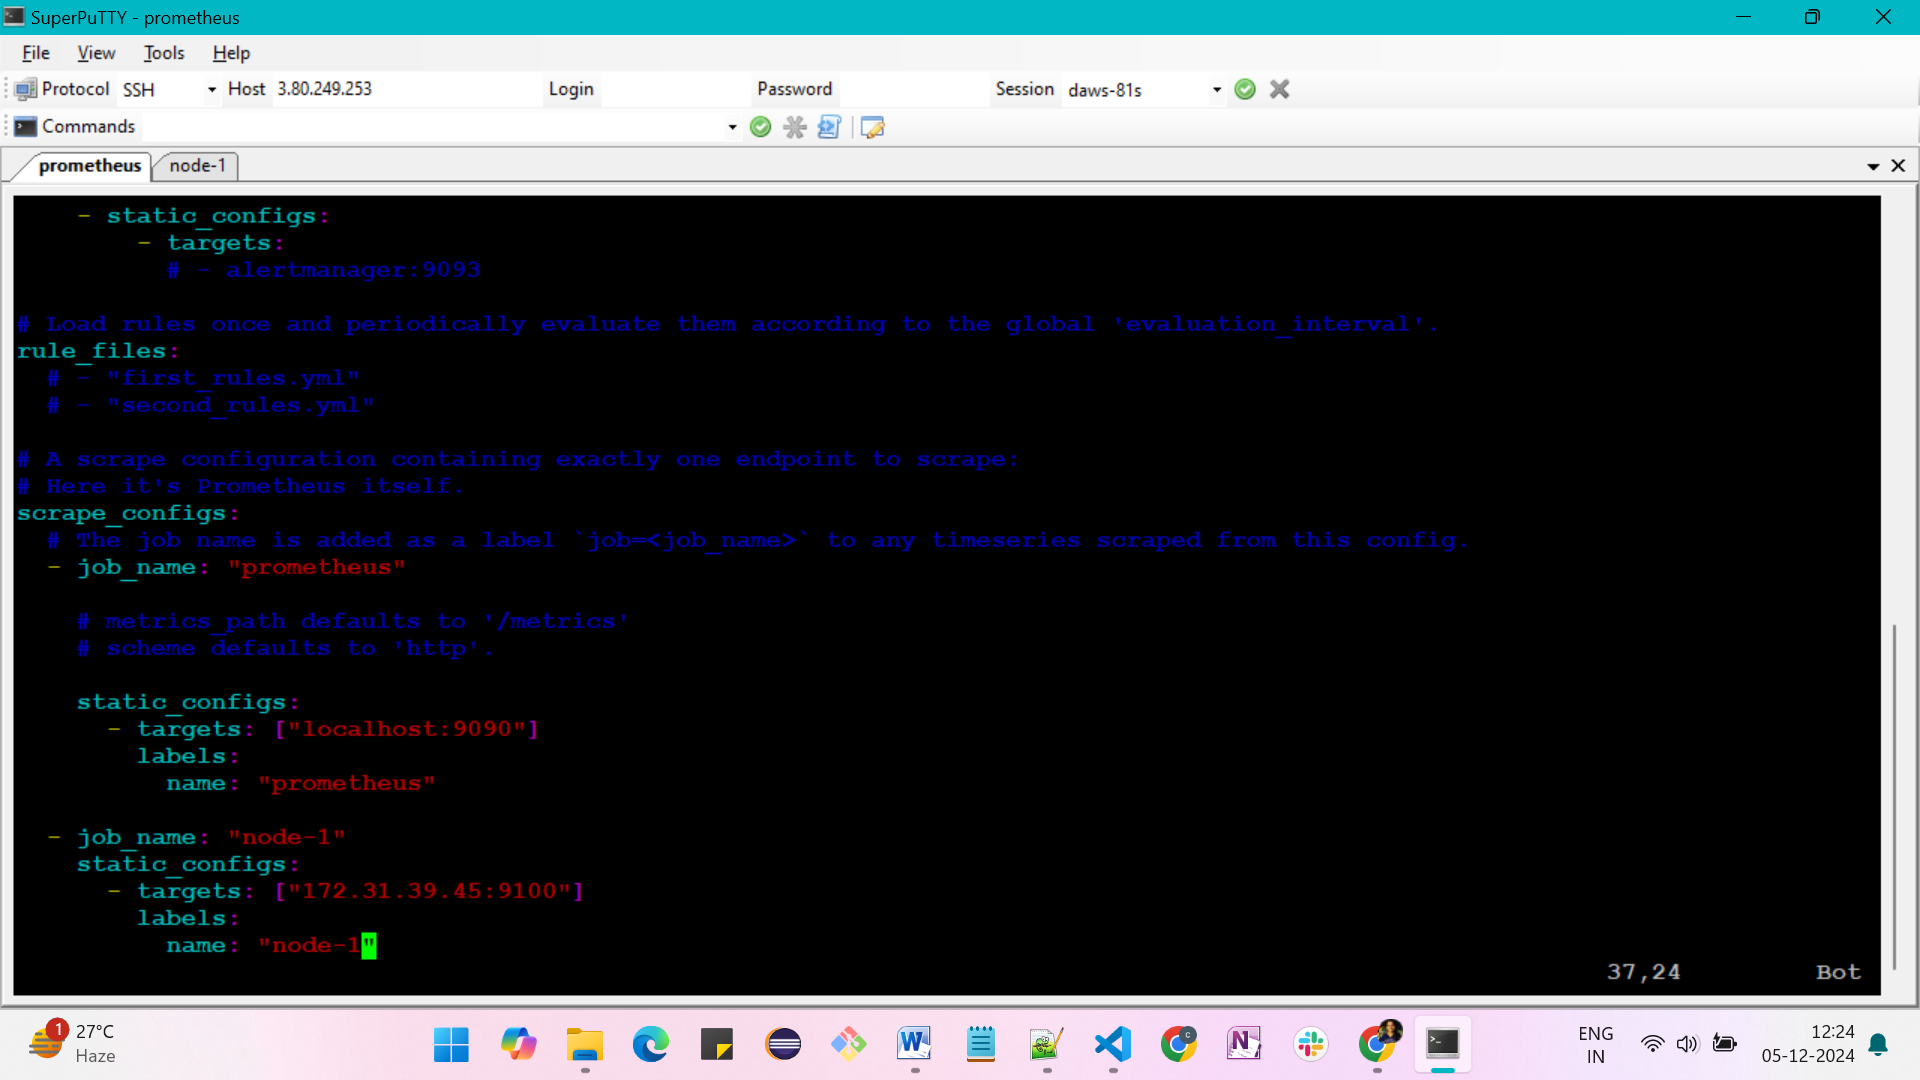 SuperPuTTY - prometheus
File View Tools Help
Protocol SSH Host 3.80.249.253 Login Password Session daws-81s
Commands
prometheus node-1
- static_configs:
- targets:
# - alertmanager:9093
# Load rules once and periodically evaluate them according to the global 'evaluation_interval'.
rule_files:
# - "first_rules.yml"
# - "second_rules.yml"
# A scrape configuration containing exactly one endpoint to scrape:
# Here it's Prometheus itself.
scrape_configs:
# The job name is added as a label `job=<job_name>` to any timeseries scraped from this config.
- job_name: "prometheus"
# metrics_path defaults to '/metrics'
# scheme defaults to 'http'.
static_configs:
- targets: ["localhost:9090"]
labels:
name: "prometheus"
- job_name: "node-1"
static_configs:
- targets: ["172.31.39.45:9100"]
labels:
name: "node-1"
37,24 Bot
1 27°C
Haze
ENG
IN
12:24
05-12-2024